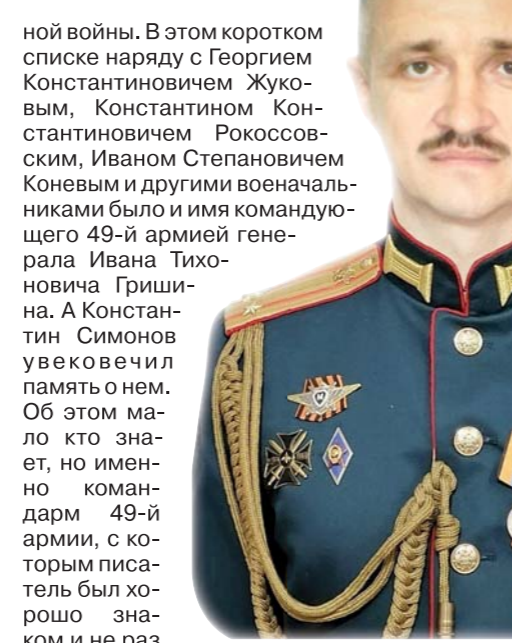 ной войны. В этом коротком
списке наряду с Георгием
Константиновичем Жуко-
вым, Константином Кон-
стантиновичем Рокоссов-
ским, Иваном Степановичем
Коневым и другими военачаль-
никами было и имя командую-
щего 49-й армией гене-
рала Ивана Тихо-
новича Гриши-
на. А Констан-
тин Симонов
увековечил
память о нем.
Об этом ма-
ло кто зна-
ет, но имен-
но коман-
дарм 49-й
армии, с ко-
торым писа-
тель был хо-
рошо зна-
ком и не раз